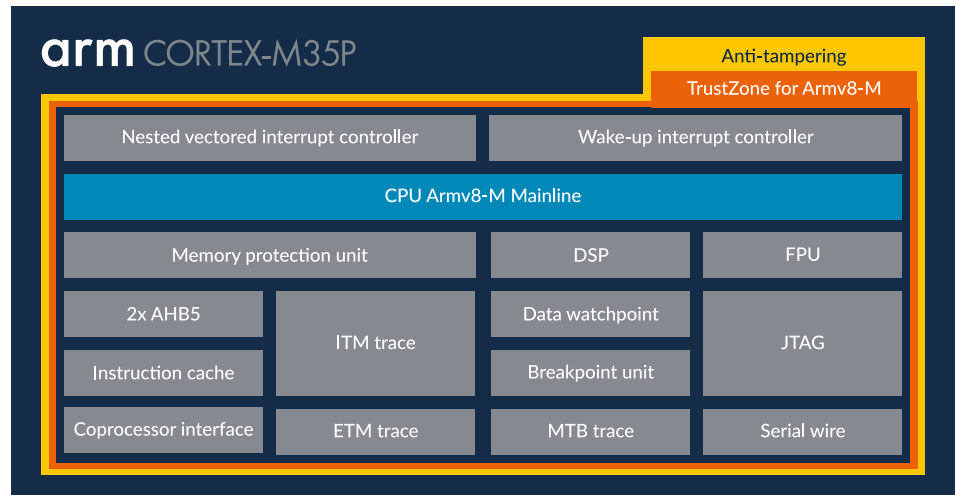 arm CORTEX-M35P
Anti-tampering
TrustZone for Armv8-M
Nested vectored interrupt controller
Wake-up interrupt controller
CPU Armv8-M Mainline
Memory protection unit
DSP
FPU
2x AHB5
ITM trace
Data watchpoint
JTAG
Instruction cache
Breakpoint unit
Coprocessor interface
ETM trace
MTB trace
Serial wire